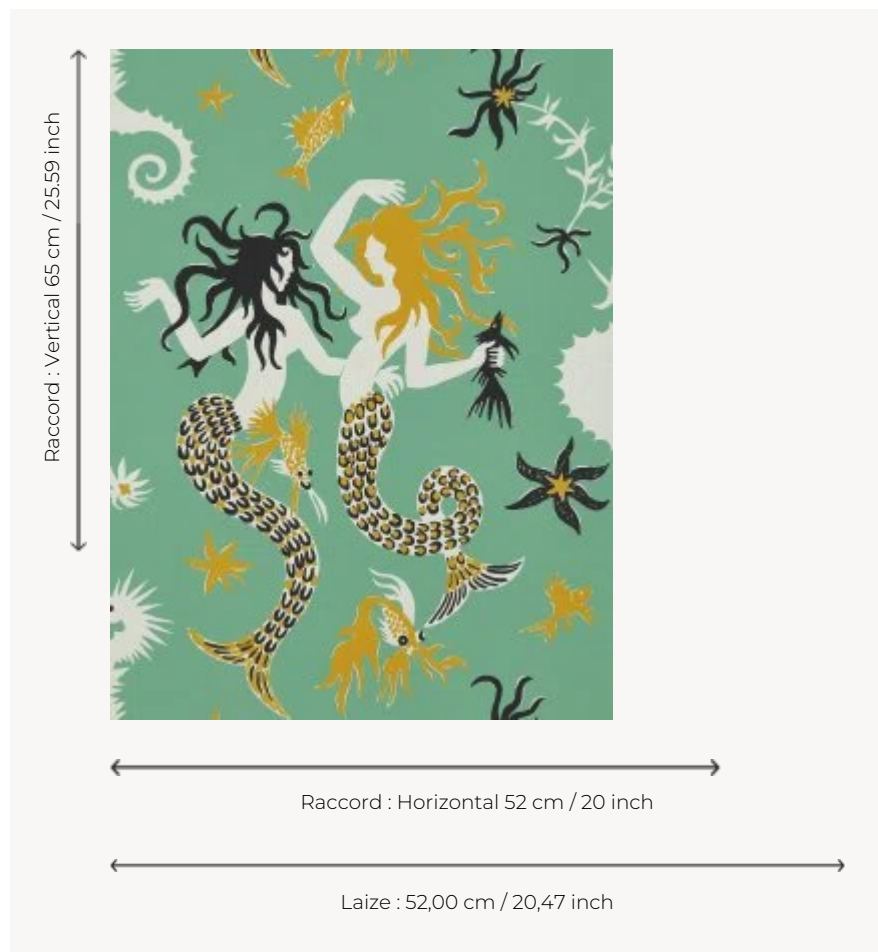 Raccord : Vertical 65 cm / 25.59 inch
Raccord : Horizontal 52 cm / 20 inch
Laize : 52,00 cm / 20,47 inch